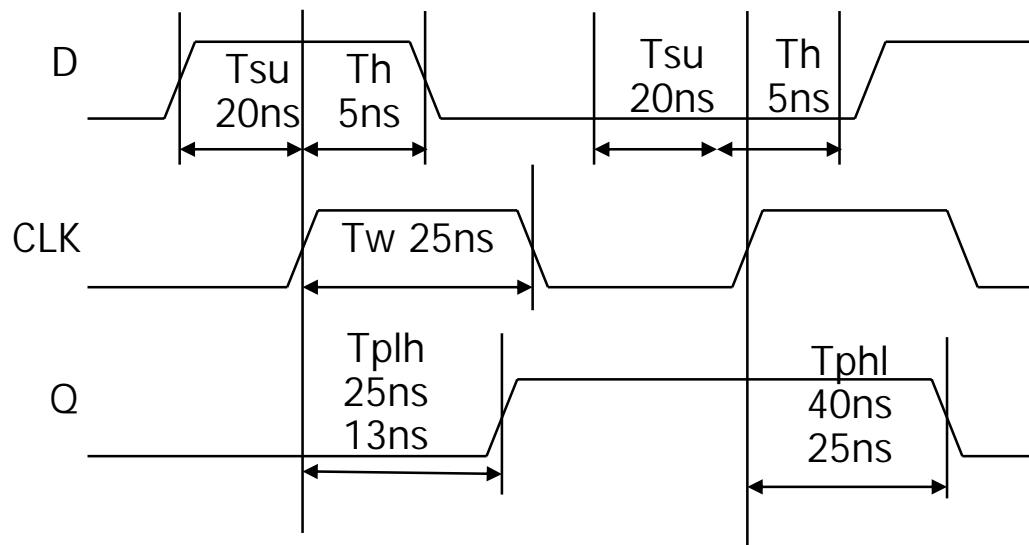 D
Tsu
20ns
Th
5ns
Tsu
20ns
Th
5ns
CLK
Tw 25ns
Q
Tplh
25ns
13ns
Tphl
40ns
25ns